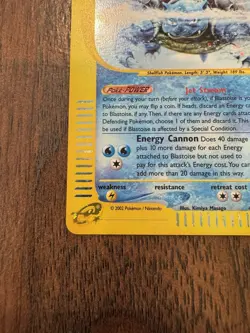 Shellfish Pokémon. Length: 5' 3", Weight: 189 lbs.
Poké-POWER Jet Stream
Once during your turn (before your attack), if Blastoise is yo
Pokémon, you may flip a coin. If heads, discard an Energy c
to Blastoise, if any. Then, if there are any Energy cards atta
Defending Pokémon, choose 1 of them and discard it. This
be used if Blastoise is affected by a Special Condition.
Energy Cannon Does 40 damage
plus 10 more damage for each Energy
attached to Blastoise but not used to
pay for this attack's Energy cost. You can't
add more than 20 damage in this way.
weakness resistance retreat cost
© 2002 Pokémon / Nintendo. Illus. Kimiya Masago